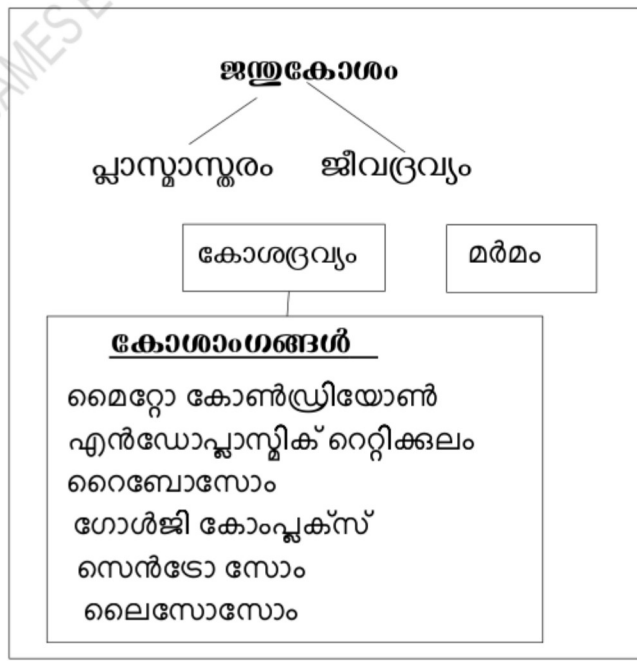 ജന്തുകോശം
പ്ലാസ്മാസ്തരം ജീവദ്രവ്യം
കോശദ്രവ്യം മർമം
കോശാംഗങ്ങൾ
മൈറ്റോ കോൺഡ്രിയോൺ
എൻഡോപ്ലാസ്മിക് റെറ്റിക്കുലം
റൈബോസോം
ഗോൾജി കോംപ്ലക്സ്
സെൻട്രോ സോം
ലൈസോസോം